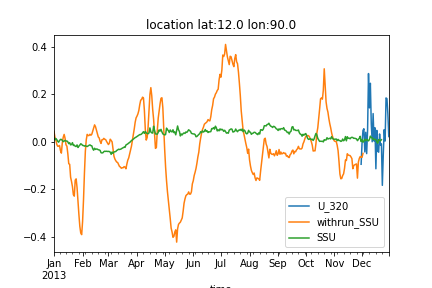 location lat:12.0 lon:90.0
0.4
0.2
0.0
−0.2
−0.4
Jan Feb Mar Apr May Jun Jul Aug Sep Oct Nov Dec
2013
U_320
withrun_SSU
SSU
time